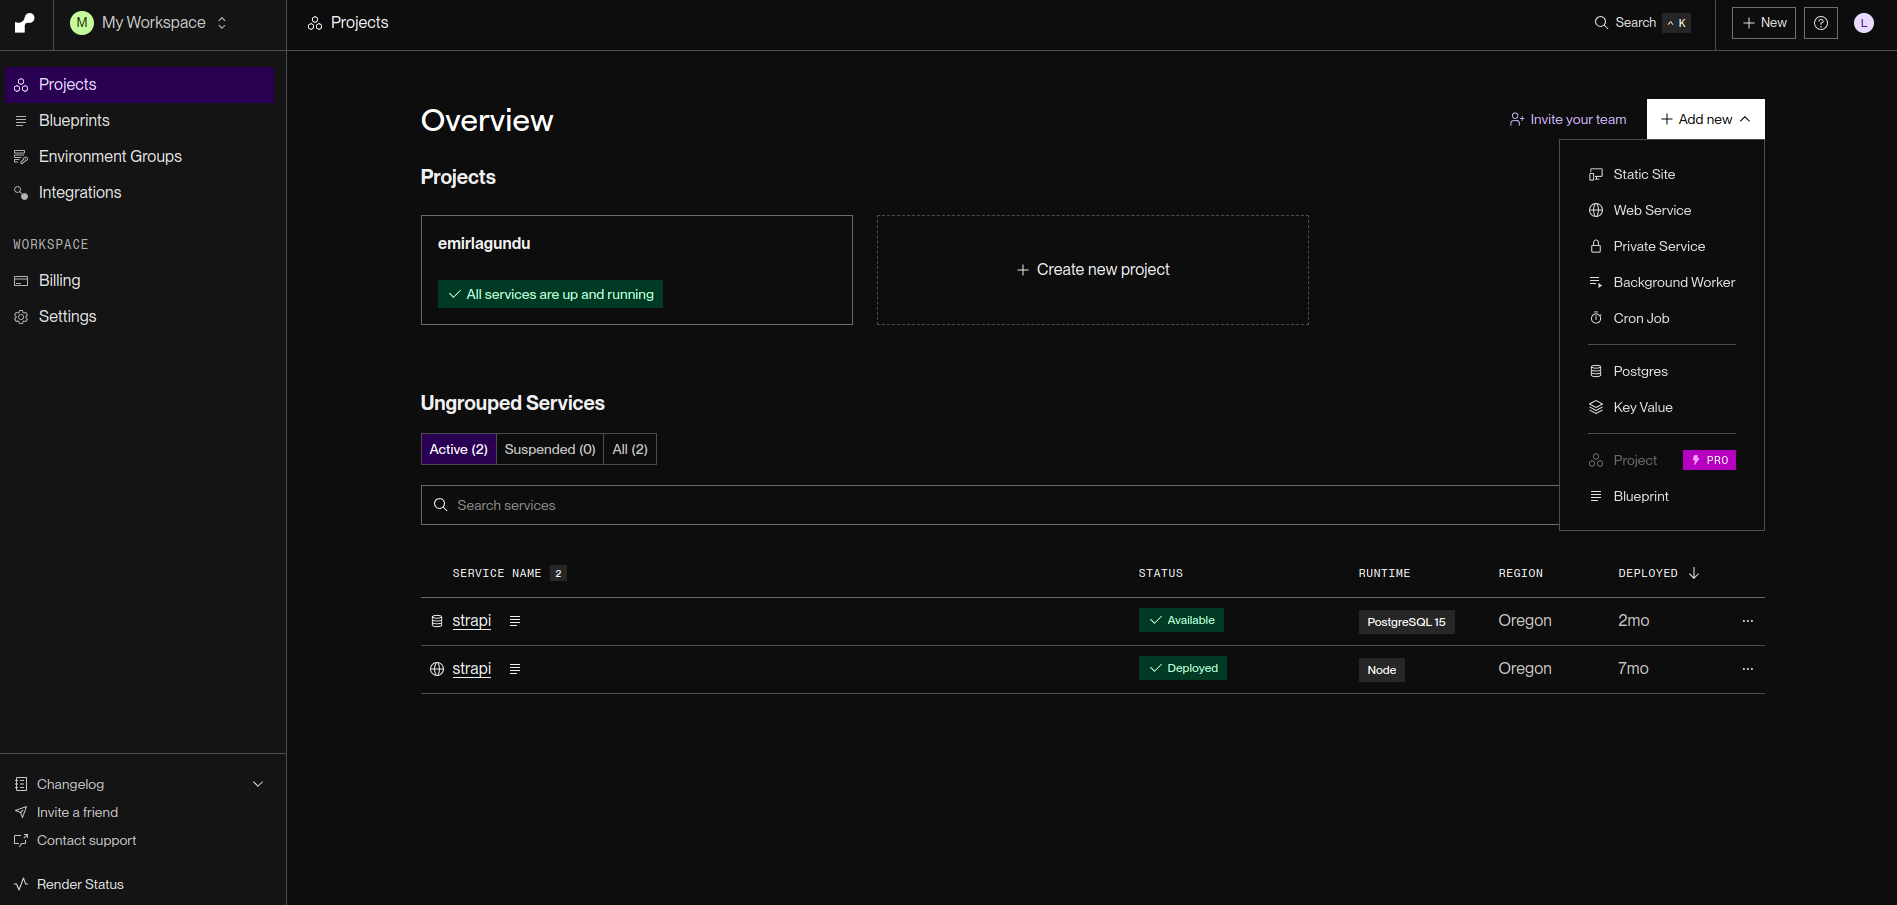 M My Workspace
Projects
Search ^ K
+ New
L
Projects
Blueprints
Environment Groups
Integrations
WORKSPACE
Billing
Settings
Changelog
Invite a friend
Contact support
Render Status
Overview
Invite your team
+ Add new
Static Site
Web Service
Private Service
Background Worker
Cron Job
Postgres
Key Value
Project PRO
Blueprint
Projects
emirlagundu
All services are up and running
+ Create new project
Ungrouped Services
Active (2) Suspended (0) All (2)
Search services
SERVICE NAME 2 STATUS RUNTIME REGION DEPLOYED
strapi Available PostgreSQL 15 Oregon 2mo
strapi Deployed Node Oregon 7mo